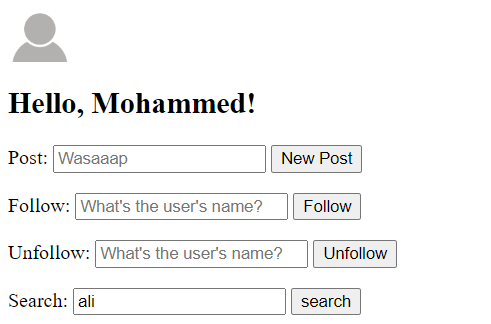 Hello, Mohammed!
Post: Wasaaap New Post
Follow: What's the user's name? Follow
Unfollow: What's the user's name? Unfollow
Search: ali search